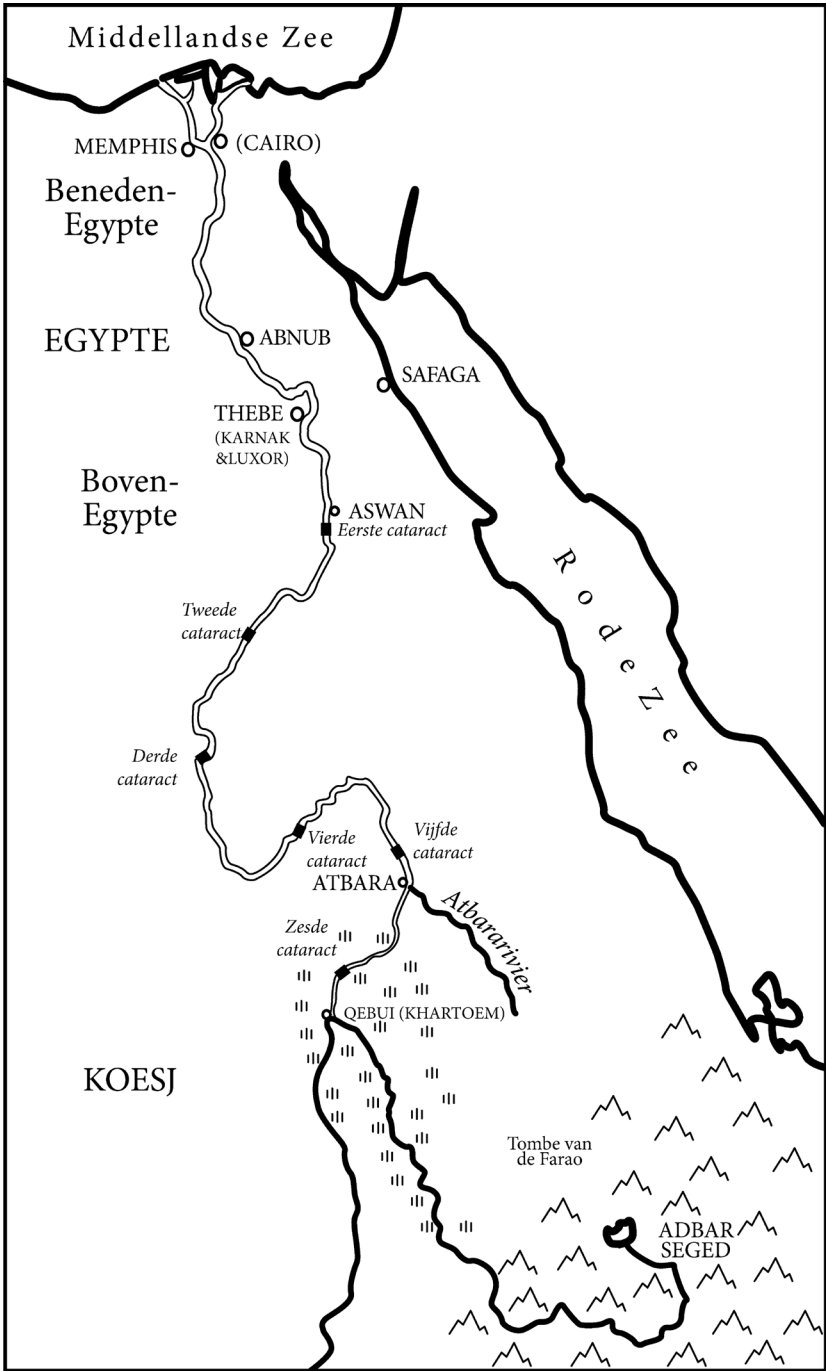 Middellandse Zee
MEMPHIS
(CAIRO)
Beneden-
Egypte
EGYPTE
ABNUB
SAFAGA
THEBE
(KARNAK
&LUXOR)
Boven-
Egypte
ASWAN
Eerste cataract
Rode Zee
Tweede
cataract
Derde
cataract
Vierde
cataract
Vijfde
cataract
ATBARA
Atbararivier
Zesde
cataract
QEBUI (KHARTOEM)
KOESJ
Tombe van
de Farao
ADBAR
SEGED